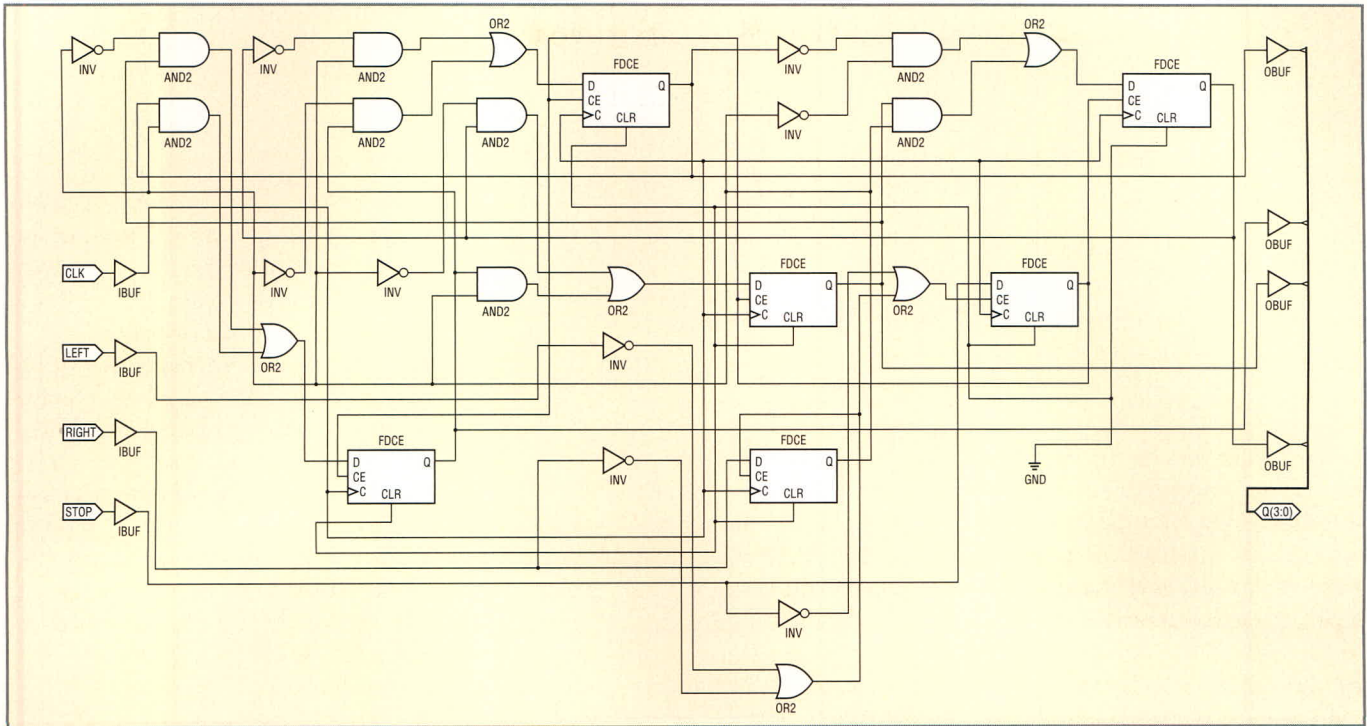 OR2
OR2
INV
AND2
INV
AND2
INV
AND2
OBUF
FDCE
D
Q
CE
C
CLR
FDCE
D
Q
CE
C
CLR
AND2
AND2
AND2
INV
AND2
OBUF
CLK
IBUF
INV
INV
AND2
OR2
FDCE
D
Q
CE
C
CLR
OR2
FDCE
D
Q
CE
C
CLR
OBUF
LEFT
IBUF
OR2
INV
RIGHT
IBUF
FDCE
D
Q
CE
C
CLR
INV
FDCE
D
Q
CE
C
CLR
GND
OBUF
STOP
IBUF
Q(3:0)
INV
OR2